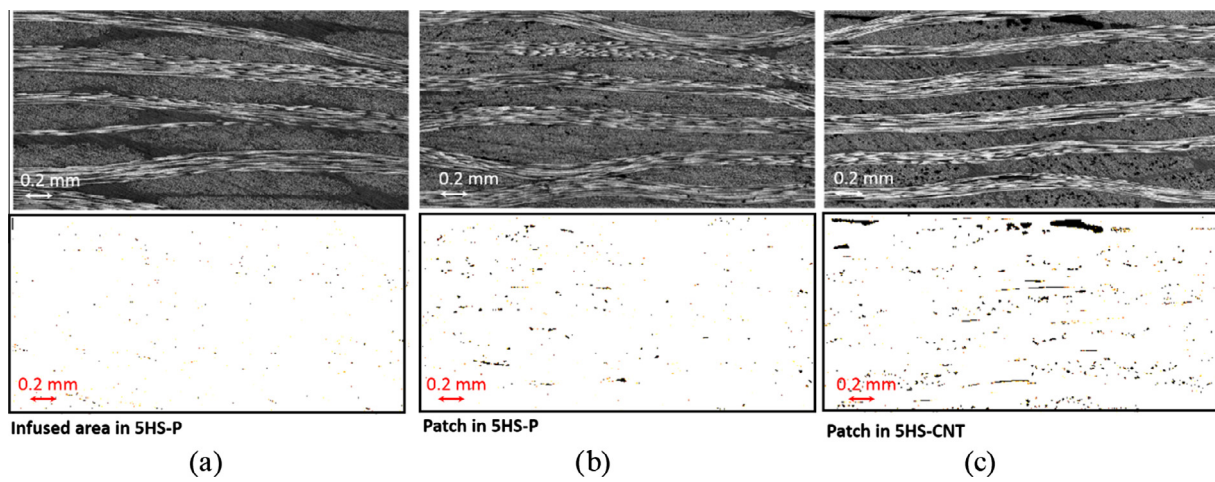 0.2 mm
0.2 mm
0.2 mm
0.2 mm
0.2 mm
0.2 mm
Infused area in 5HS-P
Patch in 5HS-P
Patch in 5HS-CNT
(a)
(b)
(c)